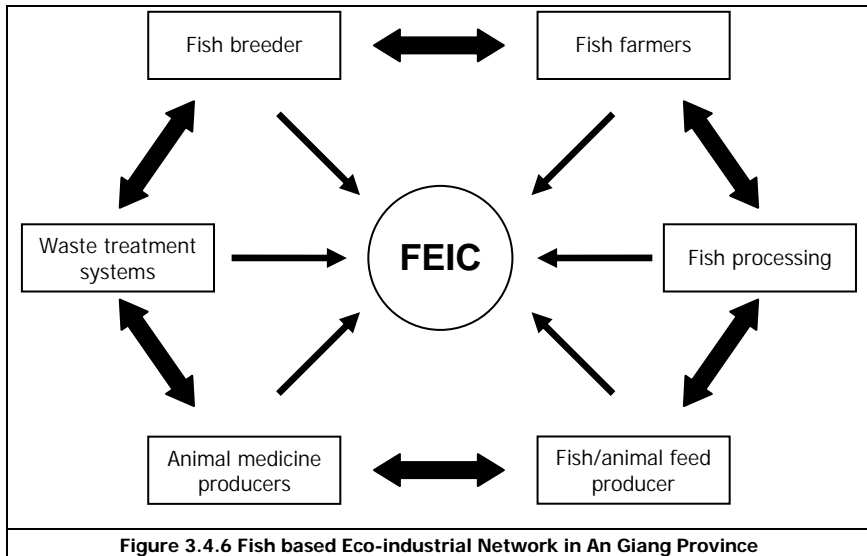 Fish breeder
Fish farmers
Waste treatment
systems
FEIC
Fish processing
Animal medicine
producers
Fish/animal feed
producer
Figure 3.4.6 Fish based Eco-industrial Network in An Giang Province